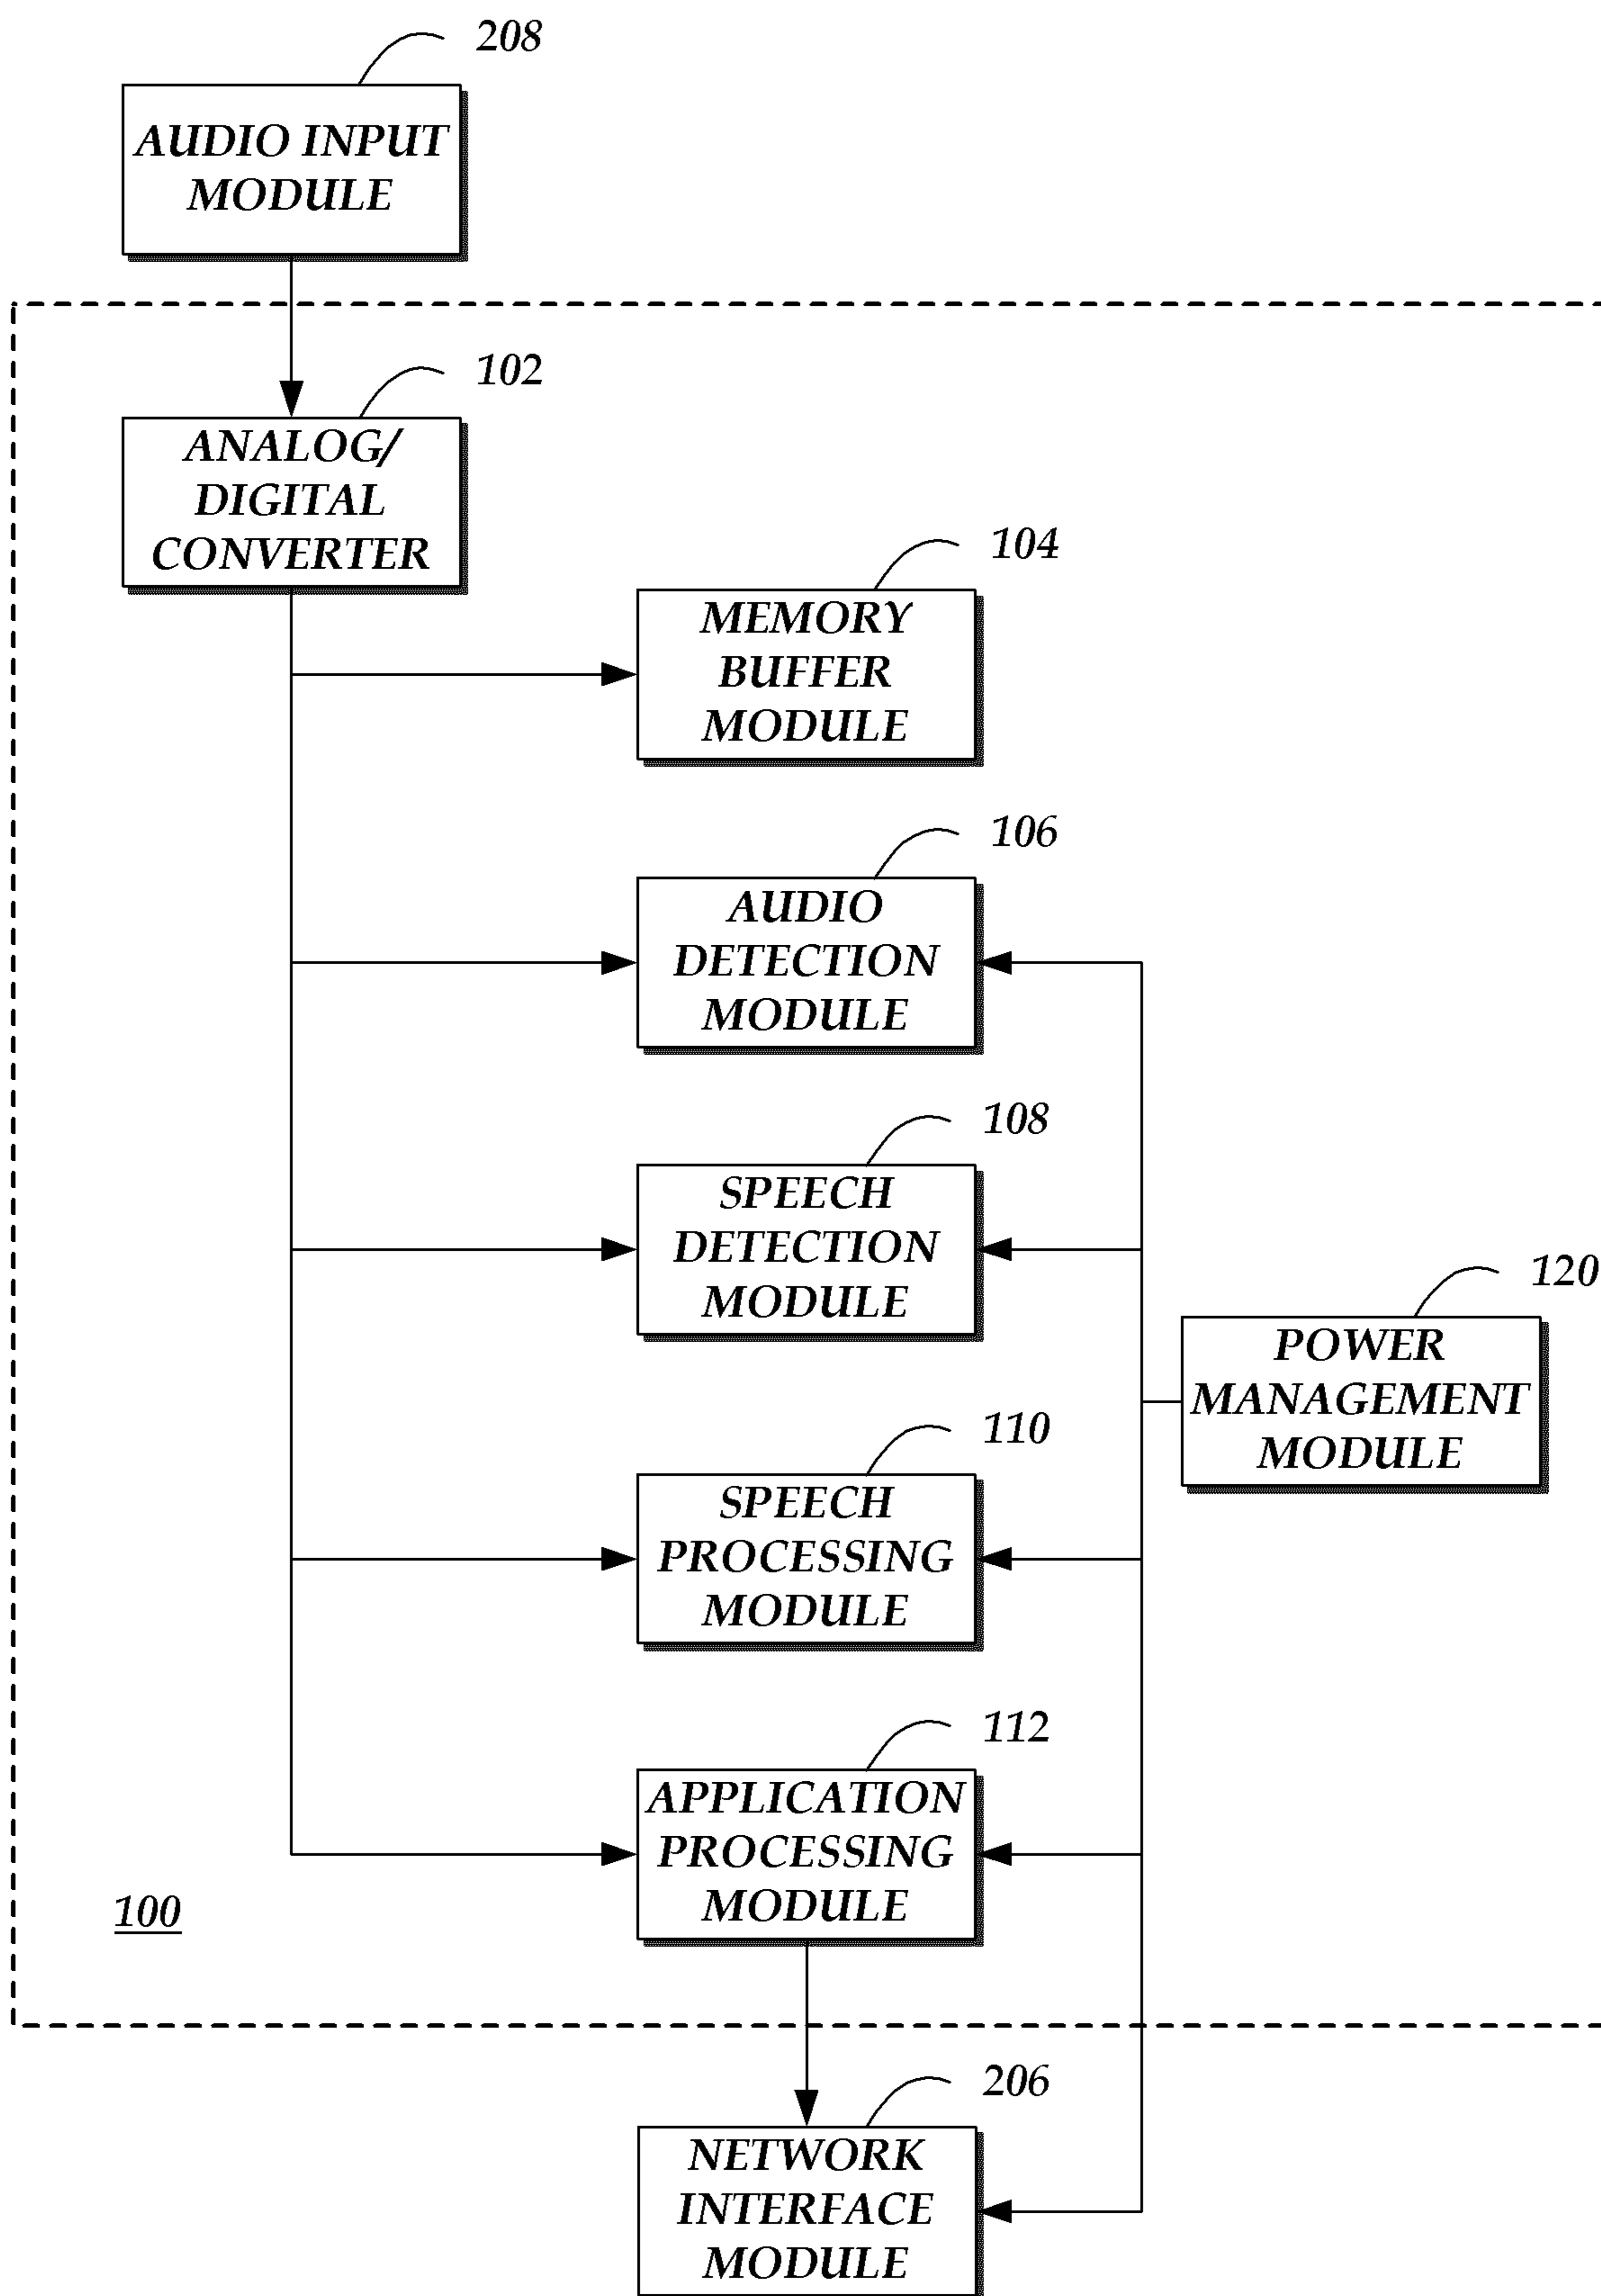 208
AUDIO INPUT
MODULE
102
ANALOG/
DIGITAL
CONVERTER
104
MEMORY
BUFFER
MODULE
106
AUDIO
DETECTION
MODULE
108
SPEECH
DETECTION
MODULE
120
POWER
MANAGEMENT
MODULE
110
SPEECH
PROCESSING
MODULE
112
APPLICATION
PROCESSING
MODULE
100
206
NETWORK
INTERFACE
MODULE